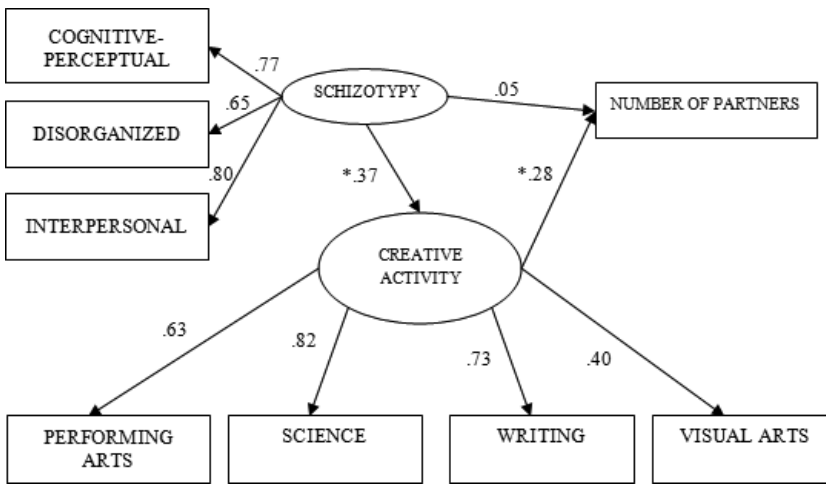 COGNITIVE-
PERCEPTUAL
.77
SCHIZOTYPY
.05
NUMBER OF PARTNERS
.65
DISORGANIZED
.80
*.37
*.28
INTERPERSONAL
CREATIVE
ACTIVITY
.63
.82
.73
.40
PERFORMING
ARTS
SCIENCE
WRITING
VISUAL ARTS